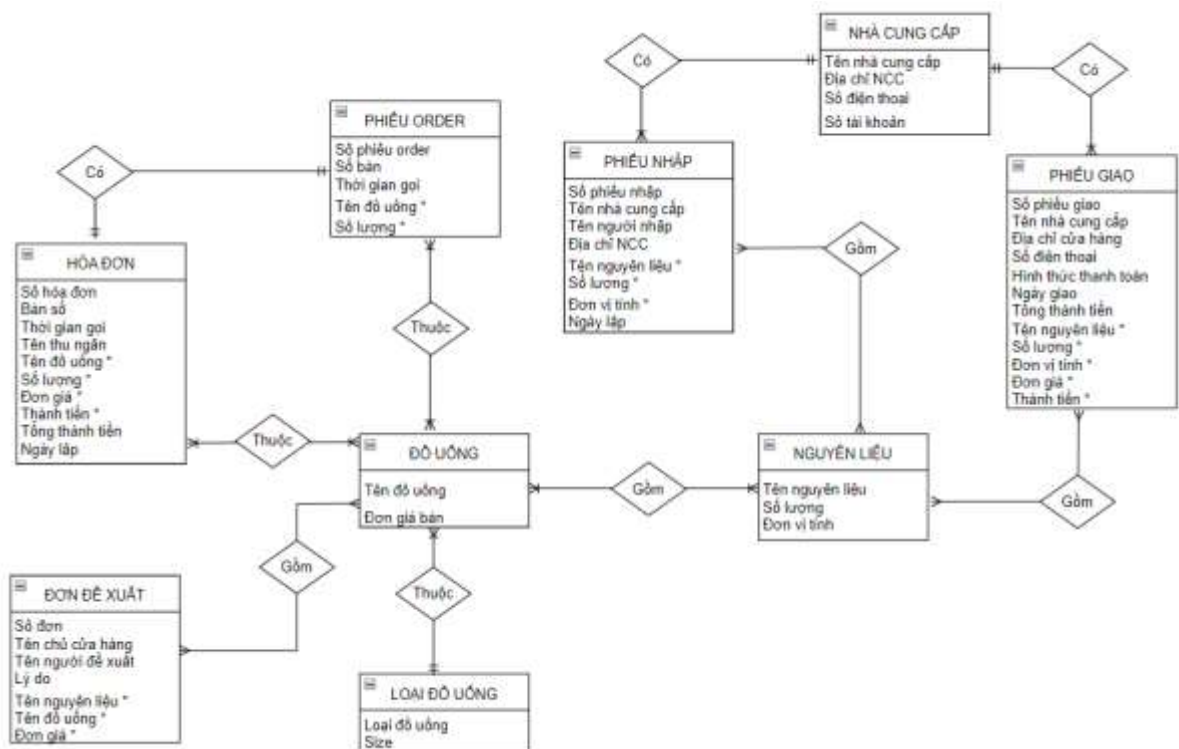 NHÀ CUNG CẤP
Tên nhà cung cấp
Địa chỉ NCC
Số điện thoại
Số tài khoản
Có
Có
PHIẾU ORDER
Số phiếu order
Số bàn
Thời gian gọi
Tên đồ uống *
Số lượng *
Có
PHIẾU NHẬP
Số phiếu nhập
Tên nhà cung cấp
Tên người nhập
Địa chỉ NCC
Tên nguyên liệu *
Số lượng *
Đơn vị tính *
Ngày lập
PHIẾU GIAO
Số phiếu giao
Tên nhà cung cấp
Địa chỉ cửa hàng
Số điện thoại
Hình thức thanh toán
Ngày giao
Tổng thành tiền
Tên nguyên liệu *
Số lượng *
Đơn vị tính *
Đơn giá *
Thành tiền *
HÓA ĐƠN
Số hóa đơn
Bàn số
Thời gian gọi
Tên thu ngân
Tên đồ uống *
Số lượng *
Đơn giá *
Thành tiền *
Tổng thành tiền
Ngày lập
Gồm
Thuộc
Thuộc
ĐỒ UỐNG
Tên đồ uống
Đơn giá bán
Gồm
NGUYÊN LIỆU
Tên nguyên liệu
Số lượng
Đơn vị tính
Gồm
Gồm
ĐƠN ĐỀ XUẤT
Số đơn
Tên chủ cửa hàng
Tên người đề xuất
Lý do
Tên nguyên liệu *
Tên đồ uống *
Đơn giá *
Thuộc
LOẠI ĐỒ UỐNG
Loại đồ uống
Size